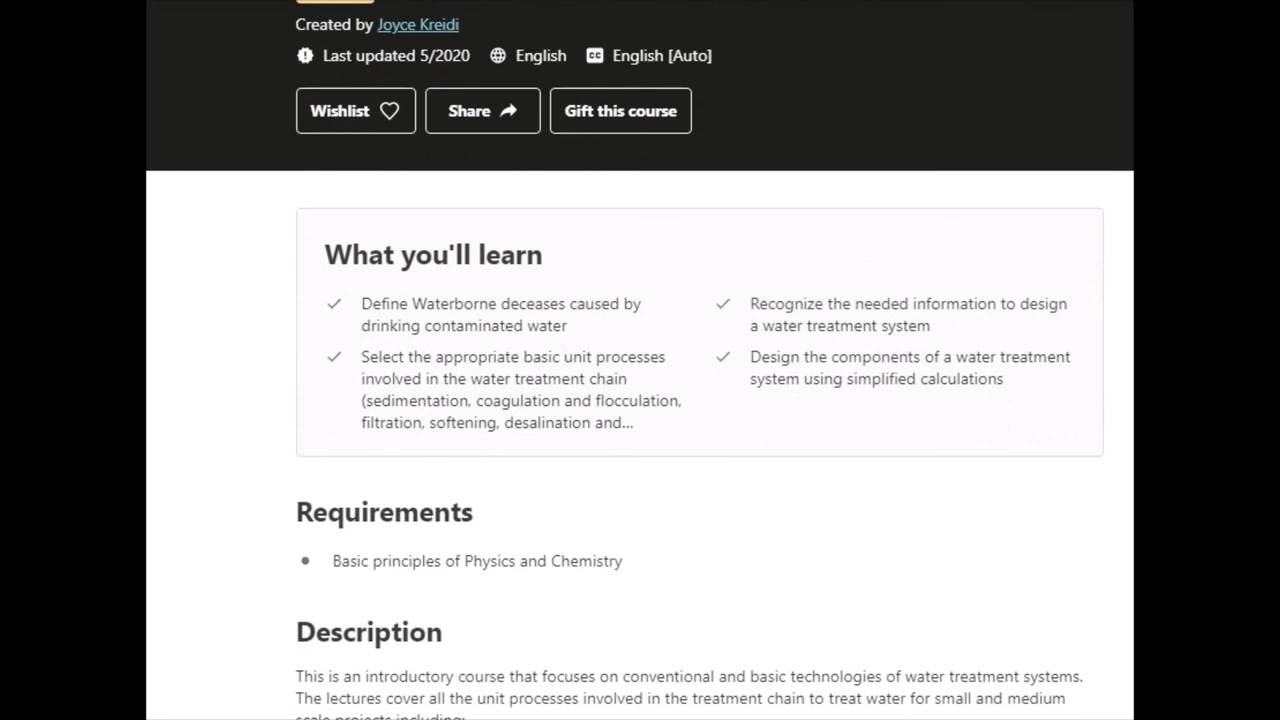 Created by Joyce Kreidi
Last updated 5/2020 English CC English [Auto]
Wishlist Share Gift this course
What you'll learn
Define Waterborne deceases caused by
drinking contaminated water
Select the appropriate basic unit processes
involved in the water treatment chain
(sedimentation, coagulation and flocculation,
filtration, softening, desalination and...
Recognize the needed information to design
a water treatment system
Design the components of a water treatment
system using simplified calculations
Requirements
Basic principles of Physics and Chemistry
Description
This is an introductory course that focuses on conventional and basic technologies of water treatment systems.
The lectures cover all the unit processes involved in the treatment chain to treat water for small and medium
scale projects including: